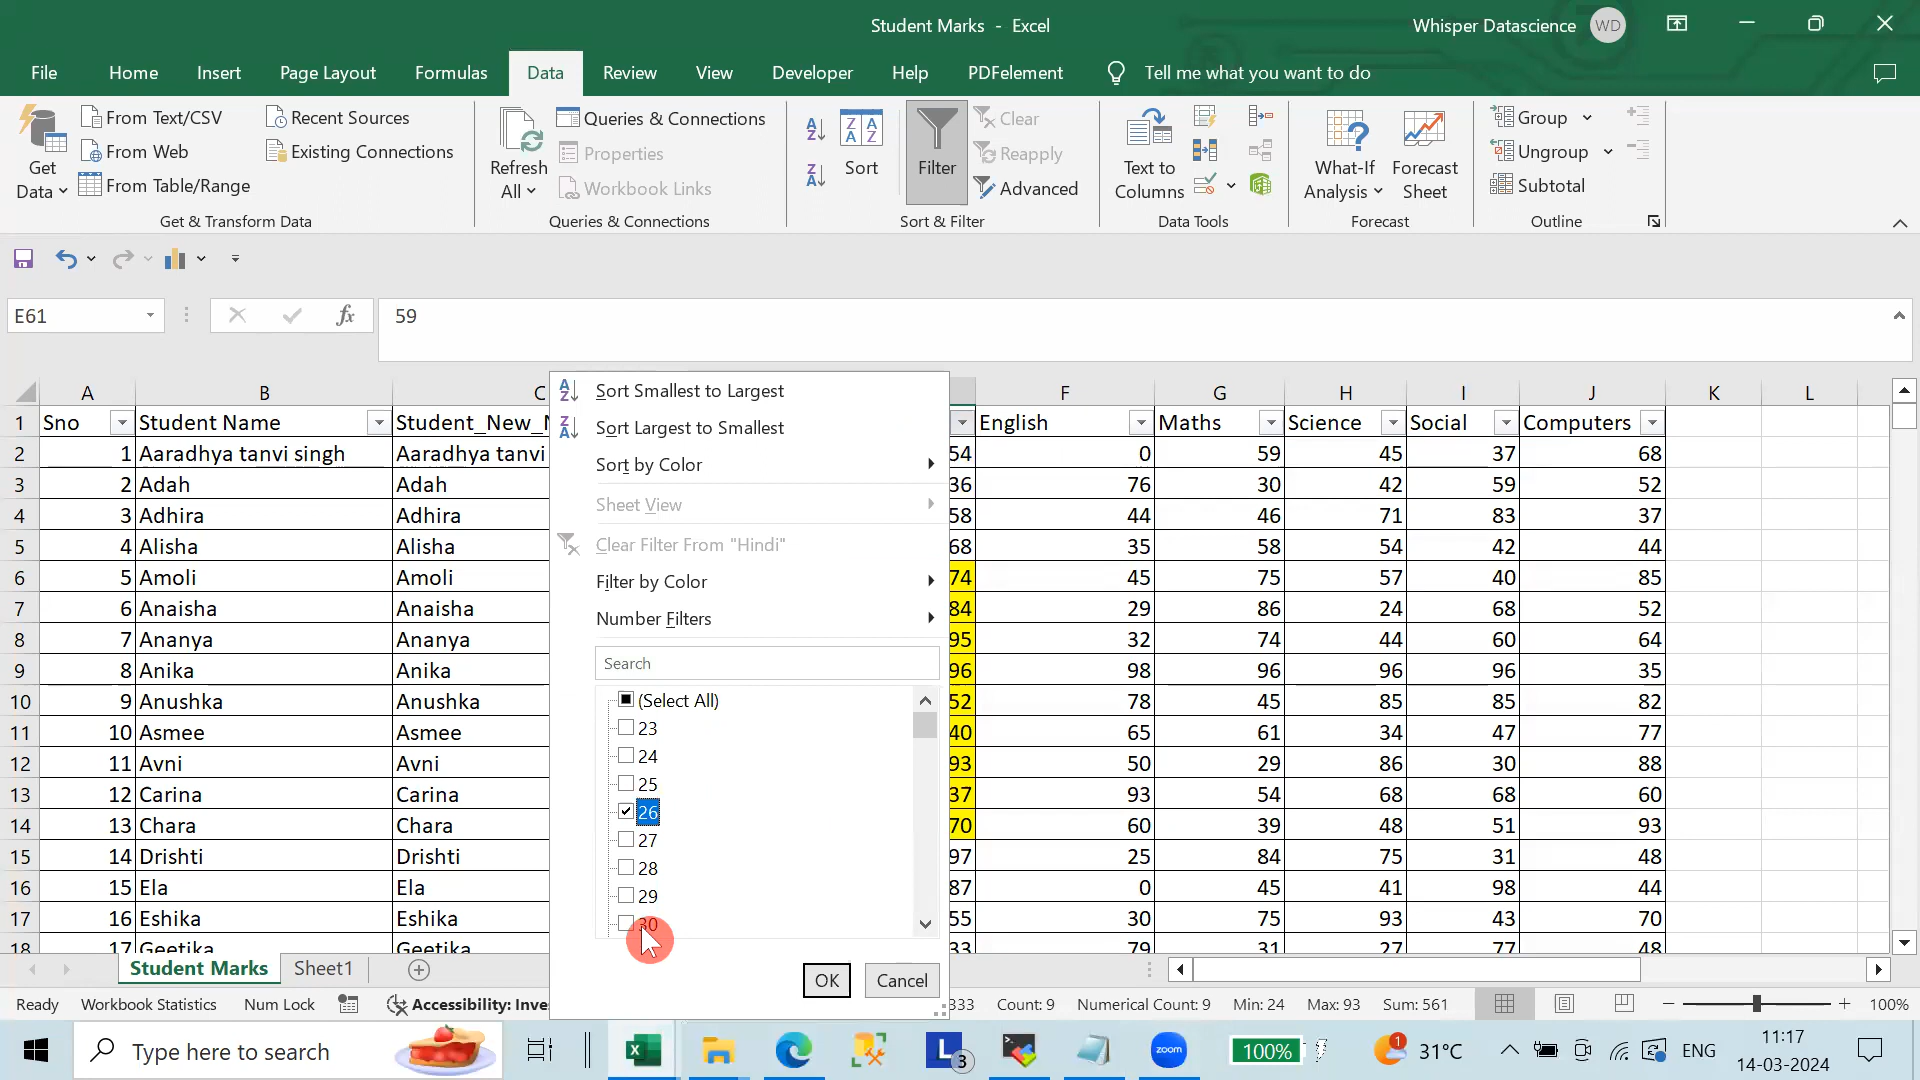 Student Marks - Excel
Whisper Datascience WD
File Home Insert Page Layout Formulas Data Review View Developer Help PDFelement Tell me what you want to do
Get Data
From Text/CSV
From Web
From Table/Range
Recent Sources
Existing Connections
Get & Transform Data
Refresh All
Queries & Connections
Properties
Workbook Links
Queries & Connections
Sort
Filter
Clear
Reapply
Advanced
Sort & Filter
Text to Columns
Data Tools
What-If Analysis
Forecast Sheet
Forecast
Group
Ungroup
Subtotal
Outline
E61 fx 59
A B C F G H I J K L
1 Sno Student Name Student_New_N English Maths Science Social Computers
2 1 Aaradhya tanvi singh Aaradhya tanvi 54 0 59 45 37 68
3 2 Adah Adah 36 76 30 42 59 52
4 3 Adhira Adhira 58 44 46 71 83 37
5 4 Alisha Alisha 68 35 58 54 42 44
6 5 Amoli Amoli 74 45 75 57 40 85
7 6 Anaisha Anaisha 84 29 86 24 68 52
8 7 Ananya Ananya 95 32 74 44 60 64
9 8 Anika Anika 96 98 96 96 96 35
10 9 Anushka Anushka 52 78 45 85 85 82
11 10 Asmee Asmee 40 65 61 34 47 77
12 11 Avni Avni 93 50 29 86 30 88
13 12 Carina Carina 37 93 54 68 68 60
14 13 Chara Chara 70 60 39 48 51 93
15 14 Drishti Drishti 97 25 84 75 31 48
16 15 Ela Ela 87 0 45 41 98 44
17 16 Eshika Eshika 55 30 75 93 43 70
18 17 Geetika Geetika 33 79 31 27 77 48
Sort Smallest to Largest
Sort Largest to Smallest
Sort by Color
Sheet View
Clear Filter From "Hindi"
Filter by Color
Number Filters
Search
(Select All)
23
24
25
26
27
28
29
30
OK Cancel
Student Marks Sheet1
Ready Workbook Statistics Num Lock Accessibility: Inve 333 Count: 9 Numerical Count: 9 Min: 24 Max: 93 Sum: 561 100%
Type here to search L 3 zoom 100% 1 31°C ENG 11:17
14-03-2024